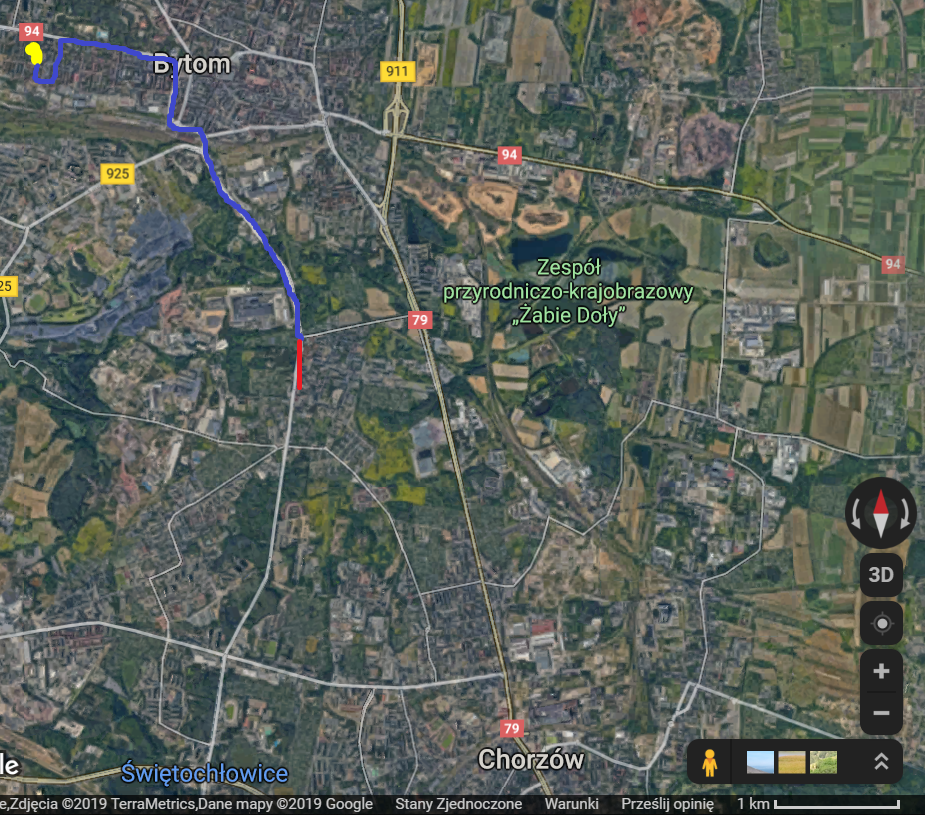 94
Bytom
911
94
925
94
25
Zespół
przyrodniczo-krajobrazowy
„Żabie Doły”
79
3D
79
Chorzów
le
Świętochłowice
e,Zdjęcia ©2019 TerraMetrics,Dane mapy ©2019 Google Stany Zjednoczone Warunki Prześlij opinię 1 km